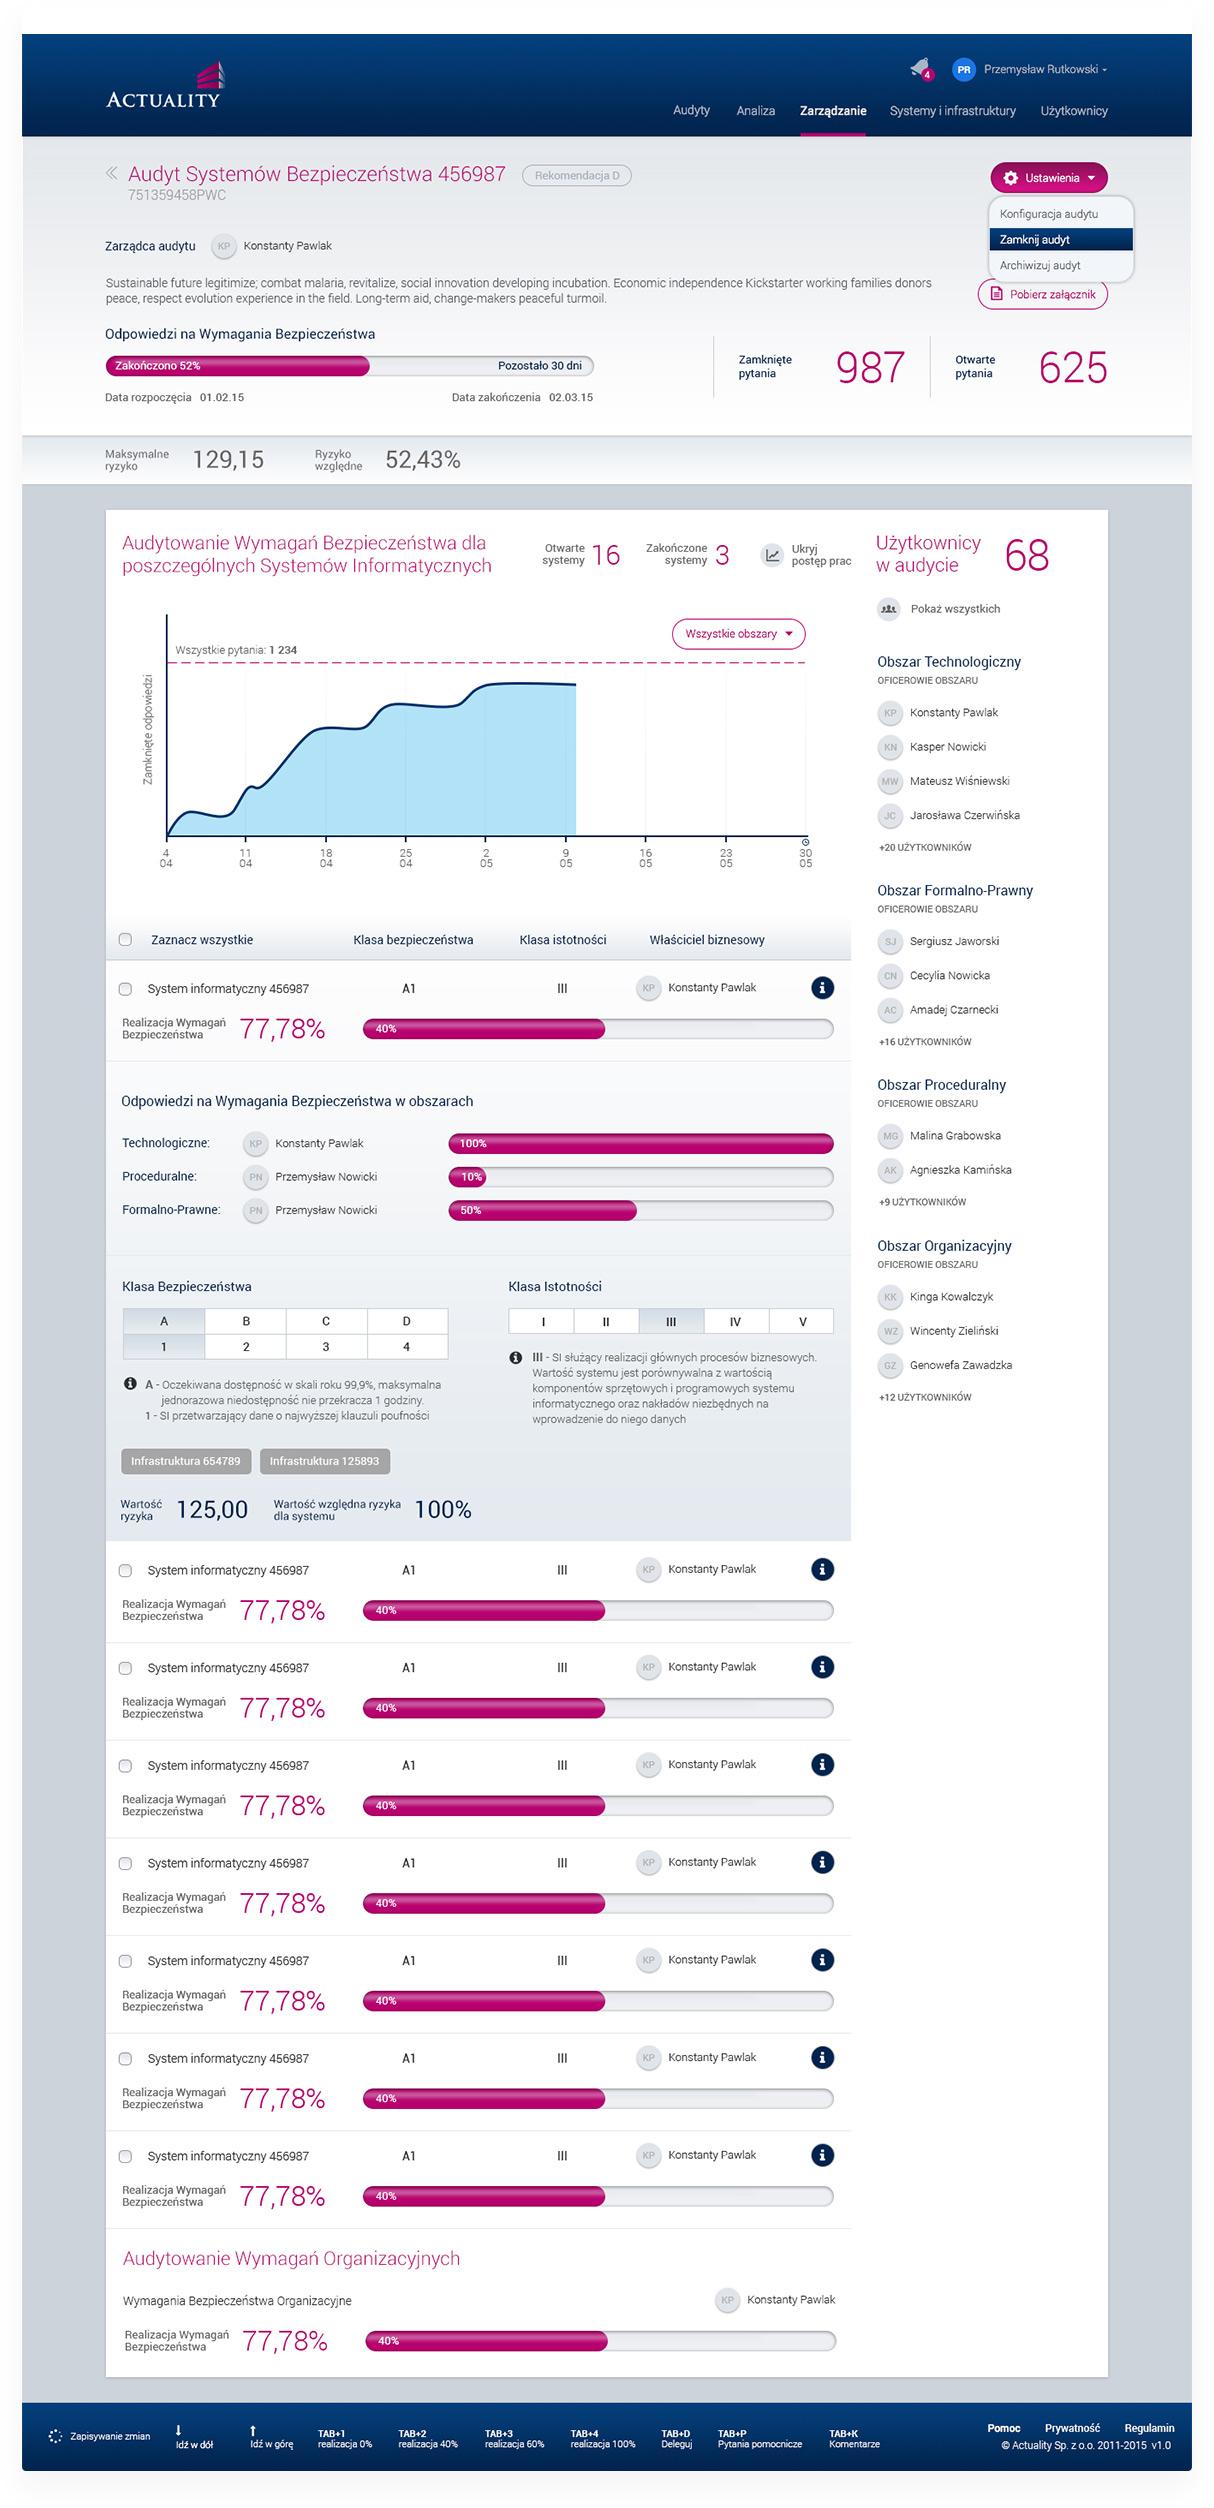 ACTUALITY
4
PR
Przemysław Rutkowski
Audyty
Analiza
Zarządzanie
Systemy i infrastruktury
Użytkownicy
Audyt Systemów Bezpieczeństwa 456987
Rekomendacja D
751359458PWC
Ustawienia
Konfiguracja audytu
Zamknij audyt
Archiwizuj audyt
Zarządca audytu
KP
Konstanty Pawlak
Sustainable future legitimize; combat malaria, revitalize, social innovation developing incubation. Economic independence Kickstarter working families donors
peace, respect evolution experience in the field. Long-term aid, change-makers peaceful turmoil.
Pobierz załącznik
Odpowiedzi na Wymagania Bezpieczeństwa
Zakończono 52%
Pozostało 30 dni
Data rozpoczęcia 01.02.15
Data zakończenia 02.03.15
Zamknięte
pytania
987
Otwarte
pytania
625
Maksymalne
ryzyko
129,15
Ryzyko
względne
52,43%
Audytowanie Wymagań Bezpieczeństwa dla
poszczególnych Systemów Informatycznych
Otwarte
systemy
16
Zakończone
systemy
3
Ukryj
postęp prac
Wszystkie obszary
Wszystkie pytania: 1 234
Zamknięte odpowiedzi
4
04
11
04
18
04
25
04
2
05
9
05
16
05
23
05
30
05
Zaznacz wszystkie
Klasa bezpieczeństwa
Klasa istotności
Właściciel biznesowy
System informatyczny 456987
A1
III
KP
Konstanty Pawlak
Realizacja Wymagań
Bezpieczeństwa
77,78%
40%
Odpowiedzi na Wymagania Bezpieczeństwa w obszarach
Technologiczne:
KP
Konstanty Pawlak
100%
Proceduralne:
PN
Przemysław Nowicki
10%
Formalno-Prawne:
PN
Przemysław Nowicki
50%
Klasa Bezpieczeństwa
A B C D
1 2 3 4
A - Oczekiwana dostępność w skali roku 99,9%, maksymalna
jednorazowa niedostępność nie przekracza 1 godziny.
1 - SI przetwarzający dane o najwyższej klauzuli poufności
Klasa Istotności
I II III IV V
III - SI służący realizacji głównych procesów biznesowych.
Wartość systemu jest porównywalna z wartością
komponentów sprzętowych i programowych systemu
informatycznego oraz nakładów niezbędnych na
wprowadzenie do niego danych
Infrastruktura 654789
Infrastruktura 125893
Wartość
ryzyka
125,00
Wartość względna ryzyka
dla systemu
100%
System informatyczny 456987
A1
III
KP
Konstanty Pawlak
Realizacja Wymagań
Bezpieczeństwa
77,78%
40%
System informatyczny 456987
A1
III
KP
Konstanty Pawlak
Realizacja Wymagań
Bezpieczeństwa
77,78%
40%
System informatyczny 456987
A1
III
KP
Konstanty Pawlak
Realizacja Wymagań
Bezpieczeństwa
77,78%
40%
System informatyczny 456987
A1
III
KP
Konstanty Pawlak
Realizacja Wymagań
Bezpieczeństwa
77,78%
40%
System informatyczny 456987
A1
III
KP
Konstanty Pawlak
Realizacja Wymagań
Bezpieczeństwa
77,78%
40%
System informatyczny 456987
A1
III
KP
Konstanty Pawlak
Realizacja Wymagań
Bezpieczeństwa
77,78%
40%
System informatyczny 456987
A1
III
KP
Konstanty Pawlak
Realizacja Wymagań
Bezpieczeństwa
77,78%
40%
Audytowanie Wymagań Organizacyjnych
Wymagania Bezpieczeństwa Organizacyjne
KP
Konstanty Pawlak
Realizacja Wymagań
Bezpieczeństwa
77,78%
40%
Użytkownicy
w audycie
68
Pokaż wszystkich
Obszar Technologiczny
OFICEROWIE OBSZARU
KP Konstanty Pawlak
KN Kasper Nowicki
MW Mateusz Wiśniewski
JC Jarosława Czerwińska
+20 UŻYTKOWNIKÓW
Obszar Formalno-Prawny
OFICEROWIE OBSZARU
SJ Sergiusz Jaworski
CN Cecylia Nowicka
AC Amadej Czarnecki
+16 UŻYTKOWNIKÓW
Obszar Proceduralny
OFICEROWIE OBSZARU
MG Malina Grabowska
AK Agnieszka Kamińska
+9 UŻYTKOWNIKÓW
Obszar Organizacyjny
OFICEROWIE OBSZARU
KK Kinga Kowalczyk
WZ Wincenty Zieliński
GZ Genowefa Zawadzka
+12 UŻYTKOWNIKÓW
Zapisywanie zmian
Idź w dół
Idź w górę
TAB+1
realizacja 0%
TAB+2
realizacja 40%
TAB+3
realizacja 60%
TAB+4
realizacja 100%
TAB+D
Deleguj
TAB+P
Pytania pomocnicze
TAB+K
Komentarze
Pomoc
Prywatność
Regulamin
© Actuality Sp. z o.o. 2011-2015 v1.0